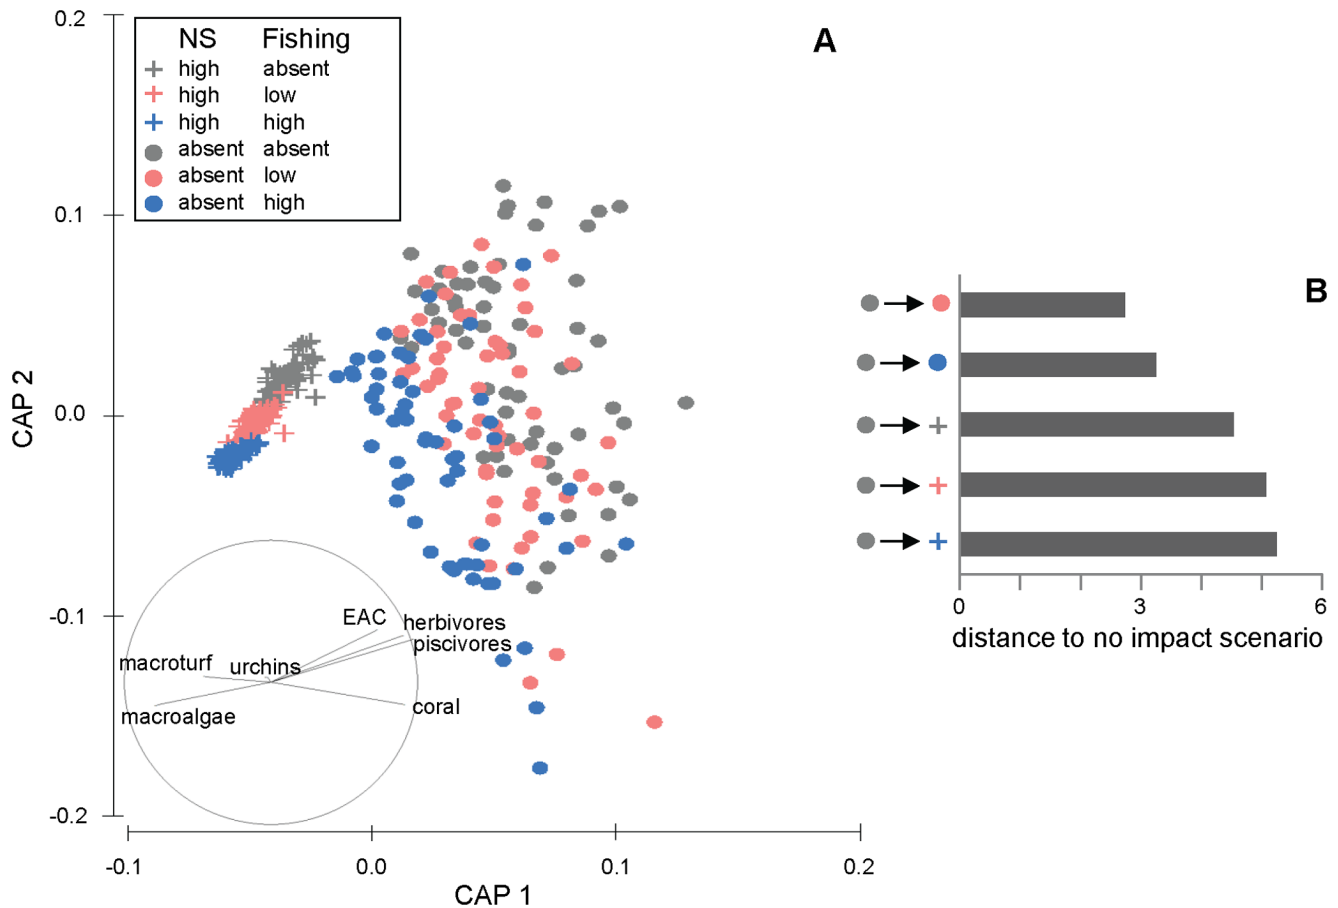 0.2
0.1
0.0
-0.1
-0.2
CAP 2
NS Fishing
high absent
high low
high high
absent absent
absent low
absent high
A
EAC
herbivores
piscivores
macroturf
urchins
macroalgae
coral
-0.1 0.0 0.1 0.2
CAP 1
B
0 3 6
distance to no impact scenario